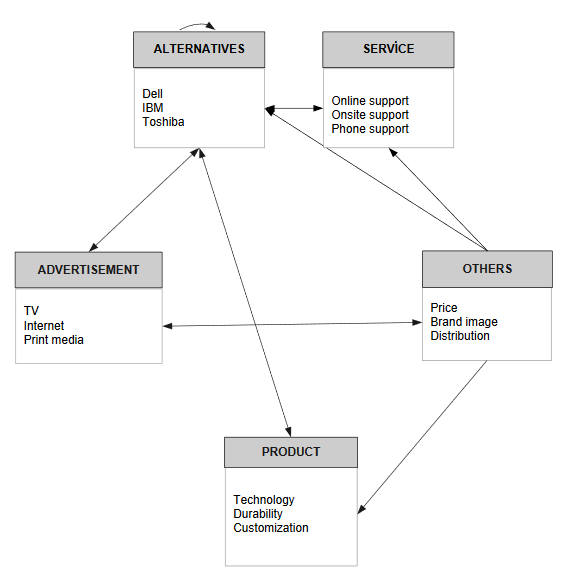 ALTERNATIVES
Dell
IBM
Toshiba
SERVİCE
Online support
Onsite support
Phone support
ADVERTISEMENT
TV
Internet
Print media
OTHERS
Price
Brand image
Distribution
PRODUCT
Technology
Durability
Customization